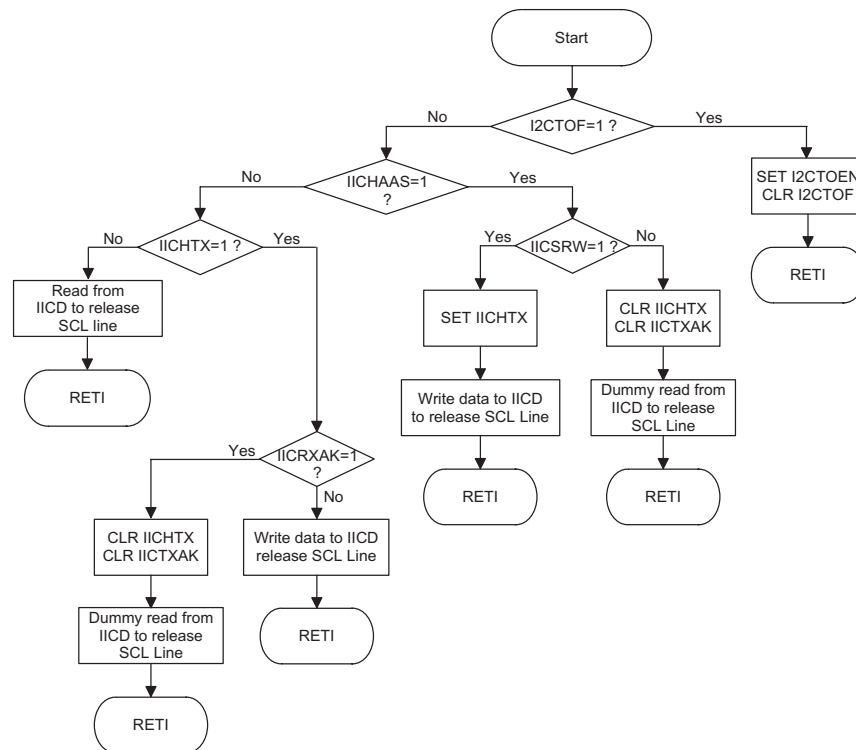 Start
I2CTOF=1 ?
No
Yes
IICHAAS=1
?
No
Yes
SET I2CTOEN
CLR I2CTOF
RETI
IICHTX=1 ?
No
Yes
IICSRW=1 ?
Yes
No
Read from
IICD to release
SCL line
RETI
SET IICHTX
CLR IICHTX
CLR IICTXAK
Write data to IICD
to release SCL Line
Dummy read from
IICD to release
SCL Line
RETI
RETI
IICRXAK=1
?
Yes
No
CLR IICHTX
CLR IICTXAK
Write data to IICD
release SCL Line
Dummy read from
IICD to release
SCL Line
RETI
RETI